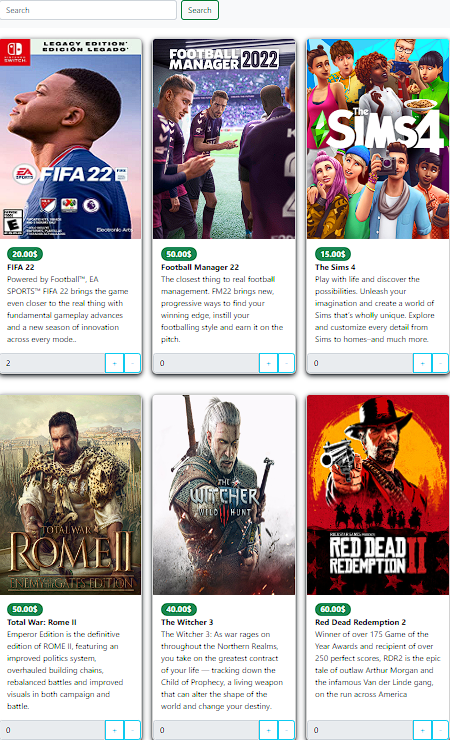 Search
Search
NINTENDO SWITCH
LEGACY EDITION
EDICIÓN LEGADO
EA SPORTS
FIFA 22
Electronic Arts
FOOTBALL
MANAGER 2022
The
SIMS 4
20.00$
FIFA 22
Powered by Football™, EA
SPORTS™ FIFA 22 brings the game
even closer to the real thing with
fundamental gameplay advances
and a new season of innovation
across every mode..
2
+
-
50.00$
Football Manager 22
The closest thing to real football
management. FM22 brings new,
progressive ways to find your
winning edge, instill your
footballing style and earn it on the
pitch.
0
+
-
15.00$
The Sims 4
Play with life and discover the
possibilities. Unleash your
imagination and create a world of
Sims that's wholly unique. Explore
and customize every detail from
Sims to homes–and much more.
0
+
-
TOTAL WAR
ROME II
ENEMY AT THE GATES EDITION
THE
WITCHER
WILD HUNT
ROCKSTAR GAMES
RED DEAD
REDEMPTION II
50.00$
Total War: Rome II
Emperor Edition is the definitive
edition of ROME II, featuring an
improved politics system,
overhauled building chains,
rebalanced battles and improved
visuals in both campaign and
battle.
0
+
-
40.00$
The Witcher 3
The Witcher 3: As war rages on
throughout the Northern Realms,
you take on the greatest contract
of your life — tracking down the
Child of Prophecy, a living weapon
that can alter the shape of the
world and change your destiny.
0
+
-
60.00$
Red Dead Redemption 2
Winner of over 175 Game of the
Year Awards and recipient of over
250 perfect scores, RDR2 is the epic
tale of outlaw Arthur Morgan and
the infamous Van der Linde gang,
on the run across America
0
+
-